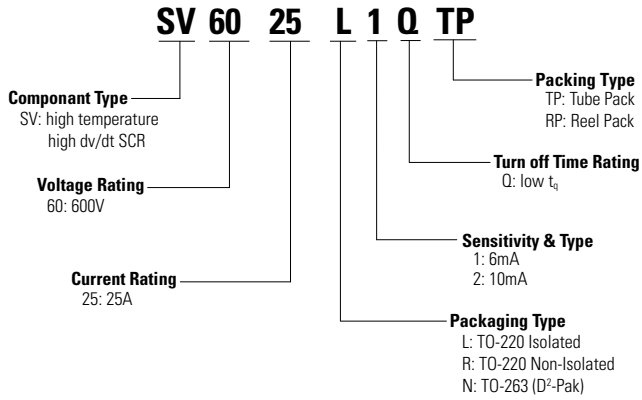 SV 60 25 L 1 Q TP
Componant Type
SV: high temperature
high dv/dt SCR
Voltage Rating
60: 600V
Current Rating
25: 25A
Packing Type
TP: Tube Pack
RP: Reel Pack
Turn off Time Rating
Q: low tq
Sensitivity & Type
1: 6mA
2: 10mA
Packaging Type
L: TO-220 Isolated
R: TO-220 Non-Isolated
N: TO-263 (D²-Pak)